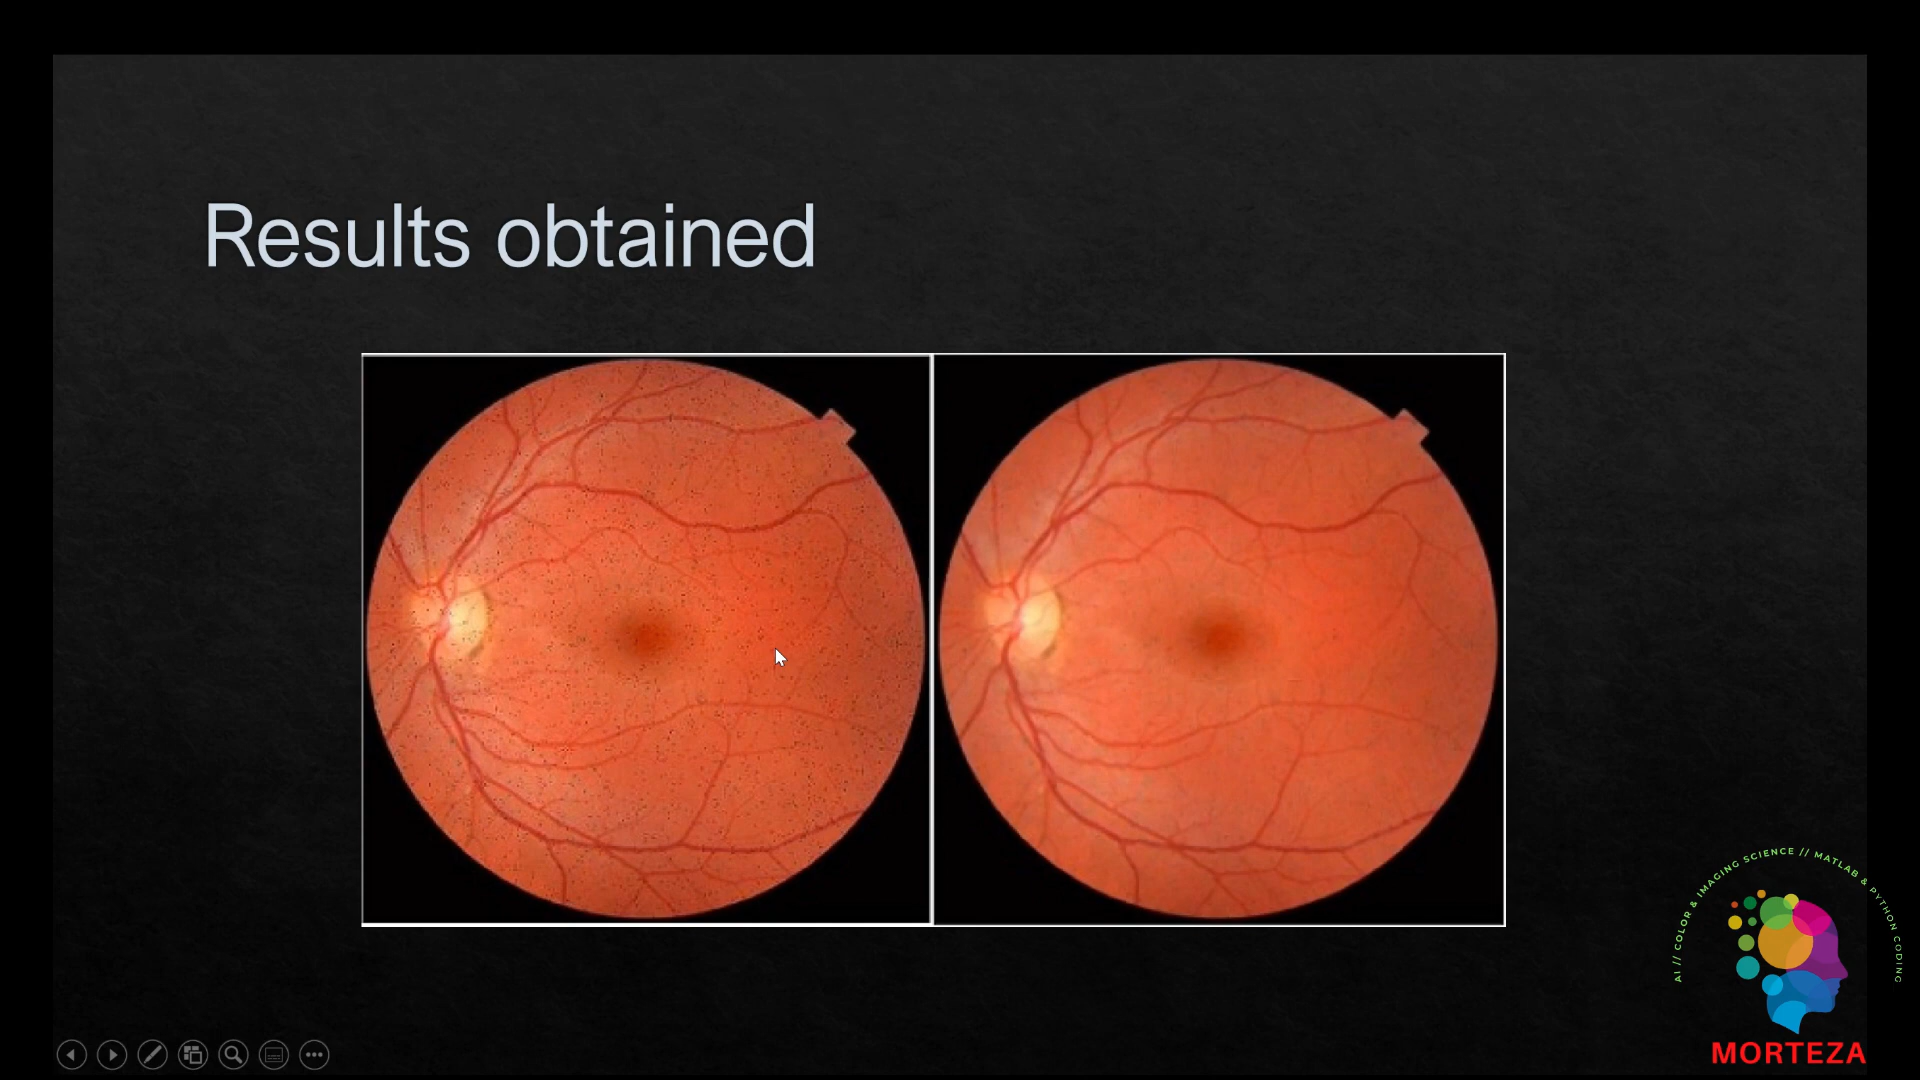 Results obtained
AI // COLOR & IMAGING SCIENCE // MATLAB & PYTHON CODING
MORTEZA